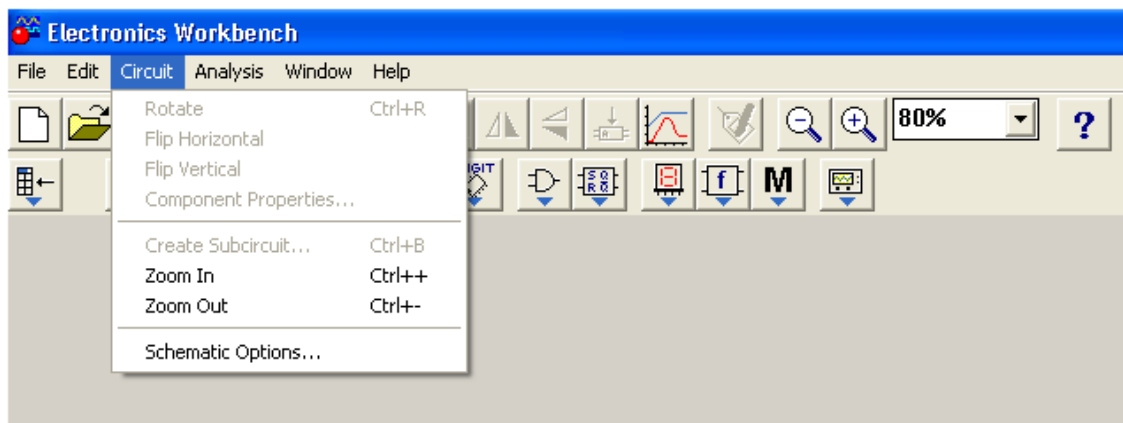 Electronics Workbench
File Edit Circuit Analysis Window Help
Rotate Ctrl+R
Flip Horizontal
Flip Vertical
Component Properties...
Create Subcircuit... Ctrl+B
Zoom In Ctrl++
Zoom Out Ctrl+-
Schematic Options...
80% ?
M